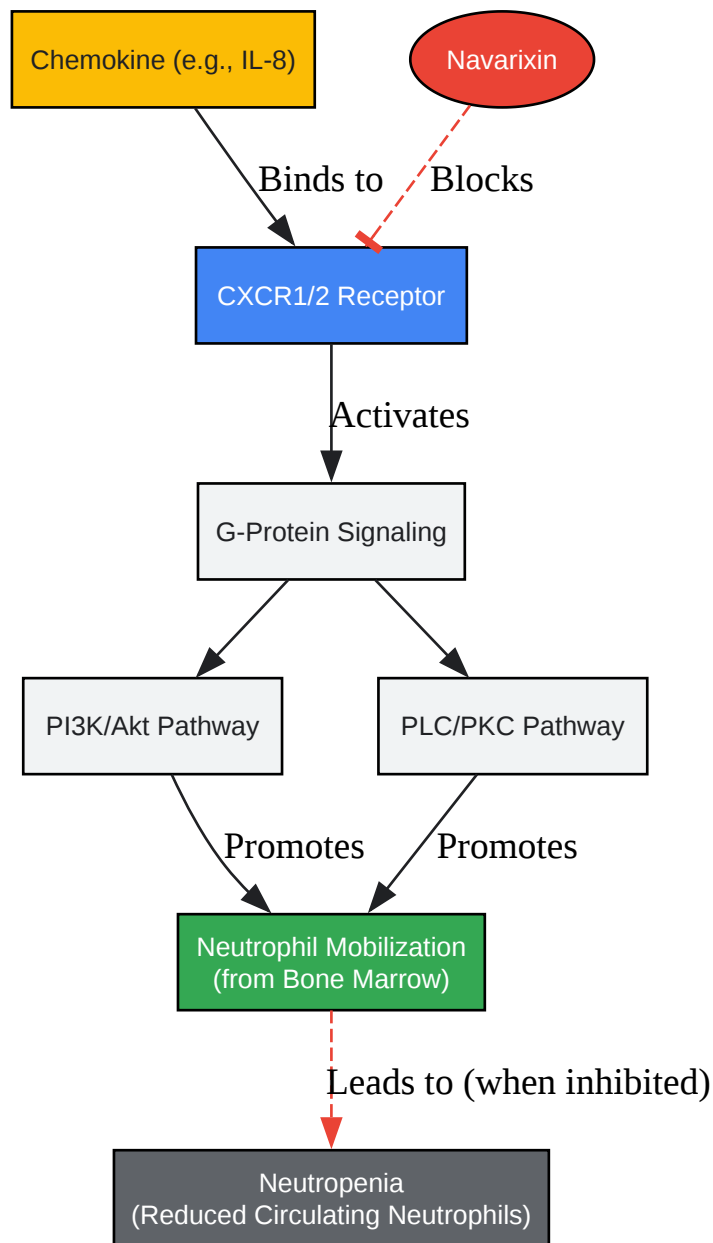 Chemokine (e.g., IL-8)
Navarixin
Binds to
Blocks
CXCR1/2 Receptor
Activates
G-Protein Signaling
PI3K/Akt Pathway
PLC/PKC Pathway
Promotes
Promotes
Neutrophil Mobilization
(from Bone Marrow)
Leads to (when inhibited)
Neutropenia
(Reduced Circulating Neutrophils)